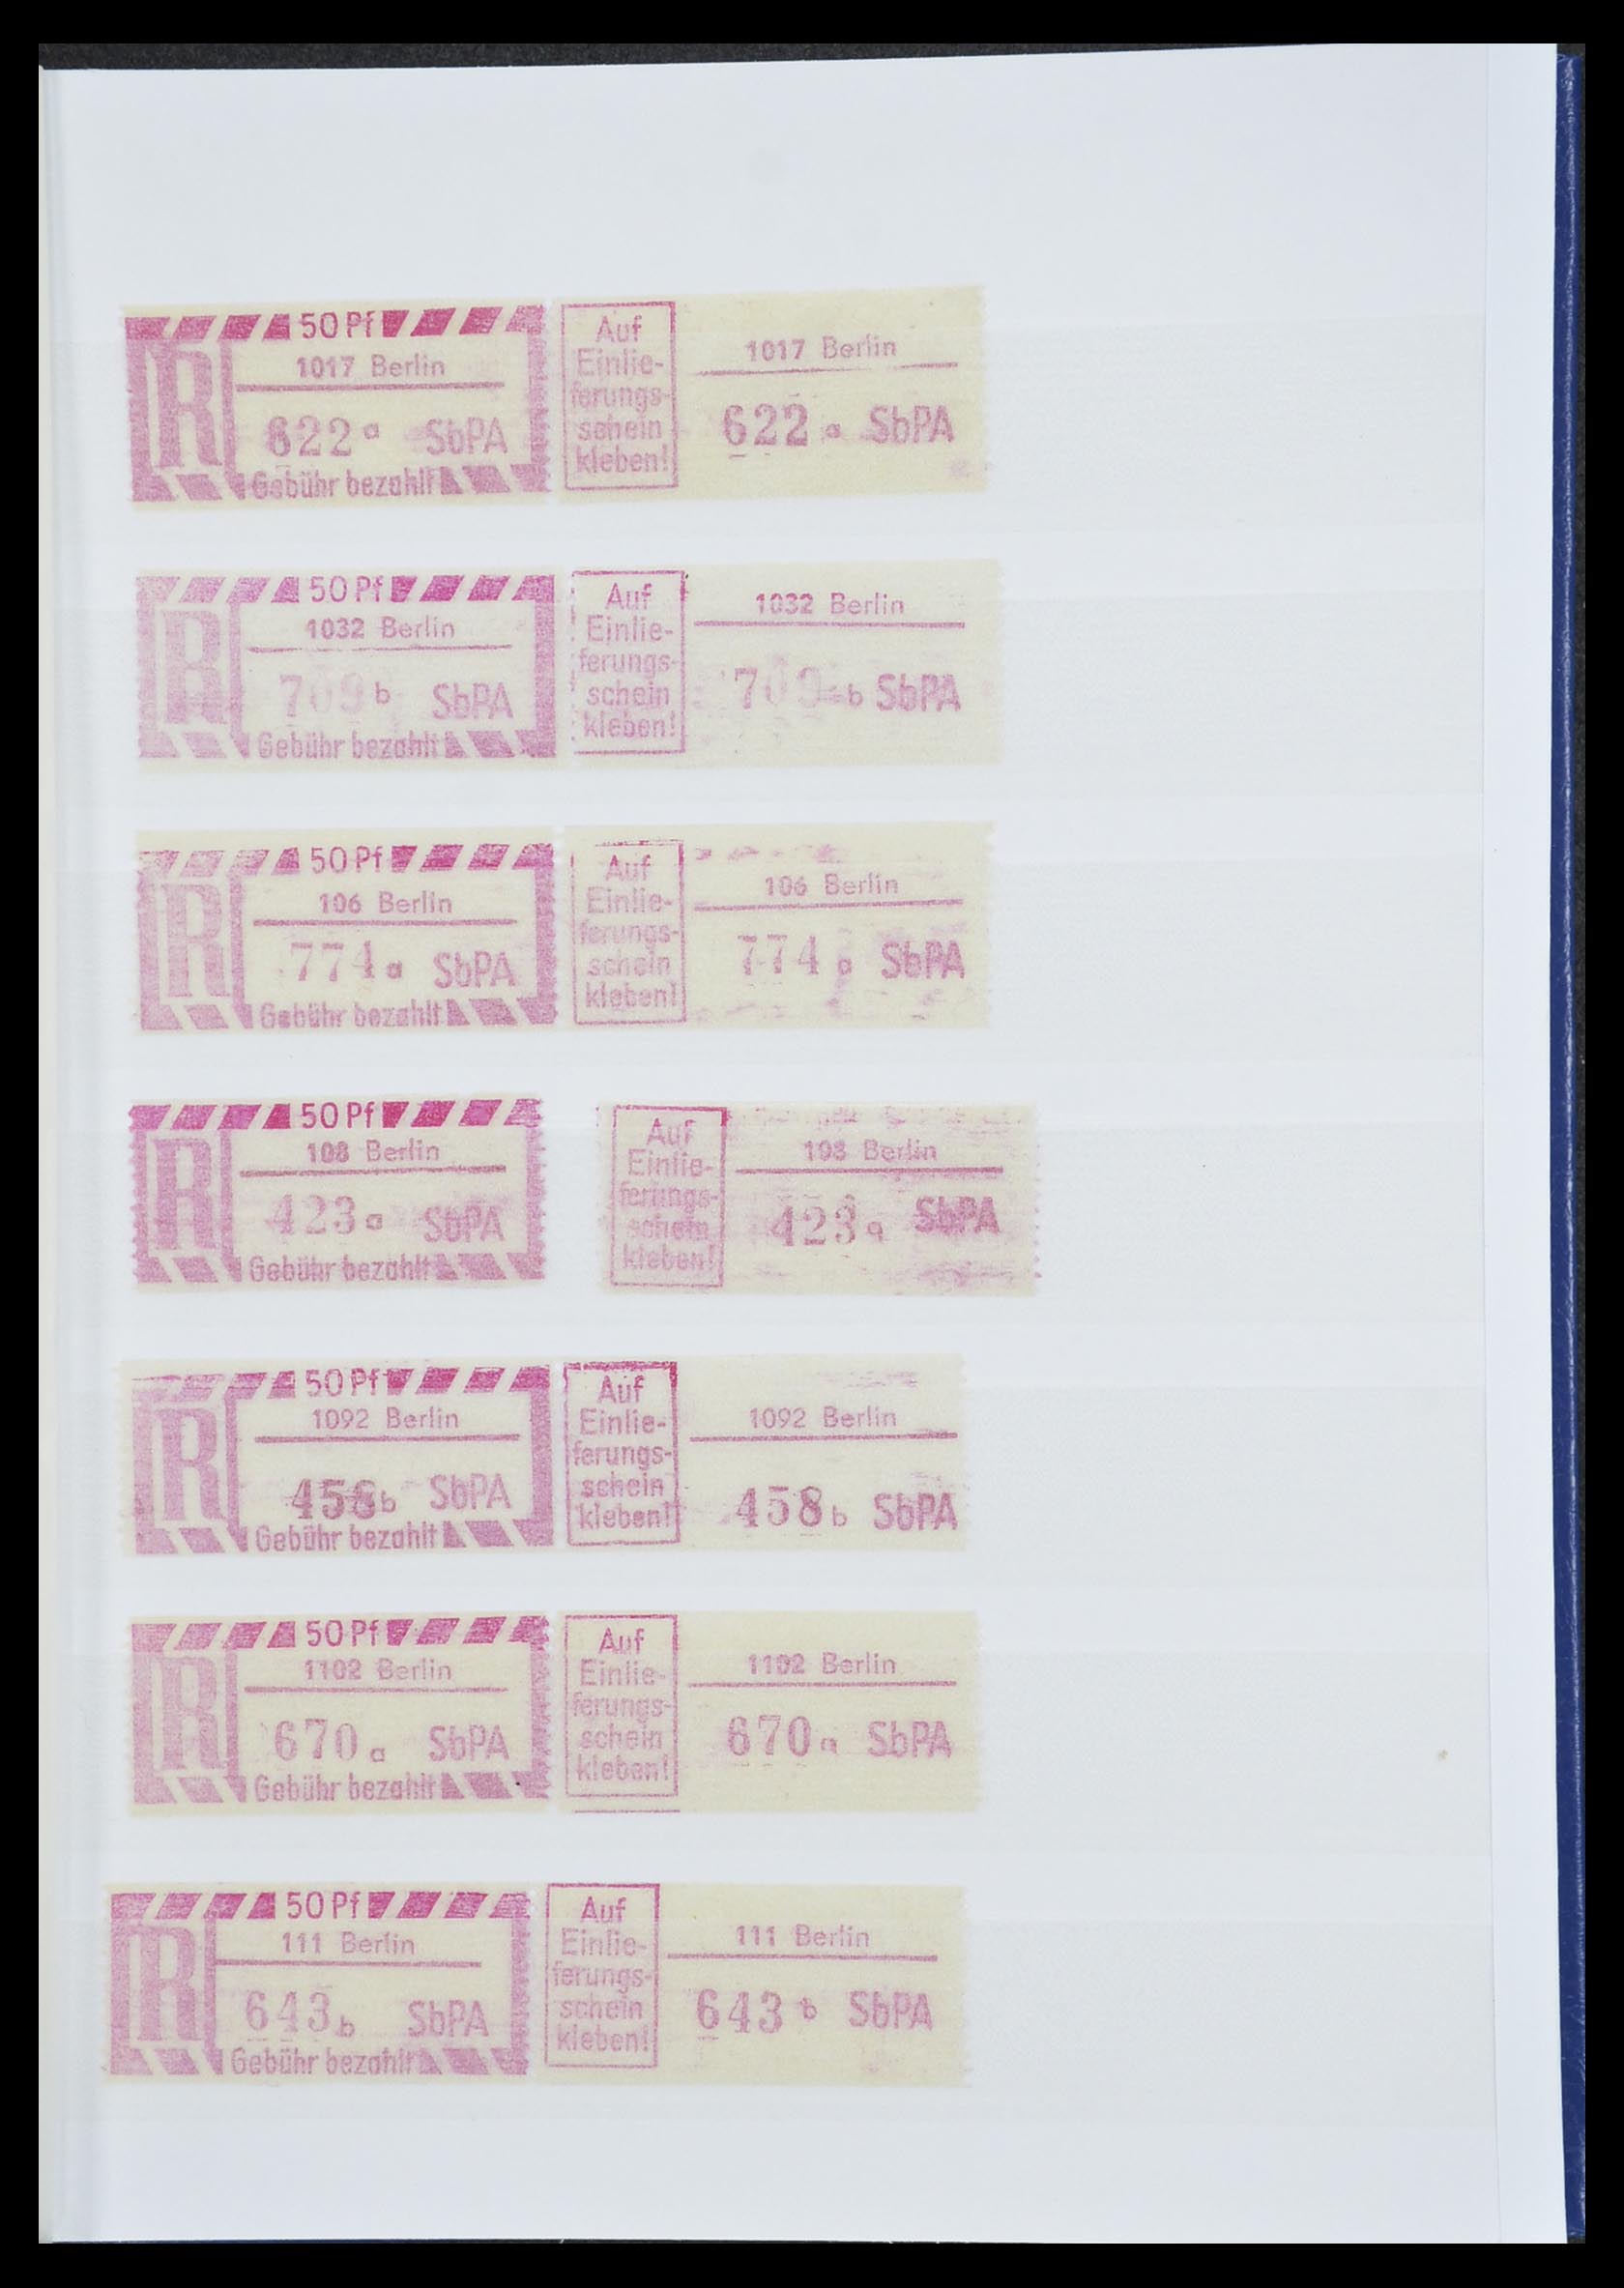 50 Pf
R
1017 Berlin
622 a SbPA
Gebühr bezahlt
Auf
Einlie-
ferungs-
schein
kleben!
1017 Berlin
622 a SbPA
50 Pf
R
1032 Berlin
709 b SbPA
Gebühr bezahlt
Auf
Einlie-
ferungs-
schein
kleben!
1032 Berlin
709 b SbPA
50 Pf
R
106 Berlin
774 a SbPA
Gebühr bezahlt
Auf
Einlie-
ferungs-
schein
kleben!
106 Berlin
774 a SbPA
50 Pf
R
108 Berlin
423 a SbPA
Gebühr bezahlt
Auf
Einlie-
ferungs-
schein
kleben!
108 Berlin
423 a SbPA
50 Pf
R
1092 Berlin
458 b SbPA
Gebühr bezahlt
Auf
Einlie-
ferungs-
schein
kleben!
1092 Berlin
458 b SbPA
50 Pf
R
1102 Berlin
670 a SbPA
Gebühr bezahlt
Auf
Einlie-
ferungs-
schein
kleben!
1102 Berlin
670 a SbPA
50 Pf
R
111 Berlin
643 b SbPA
Gebühr bezahlt
Auf
Einlie-
ferungs-
schein
kleben!
111 Berlin
643 b SbPA